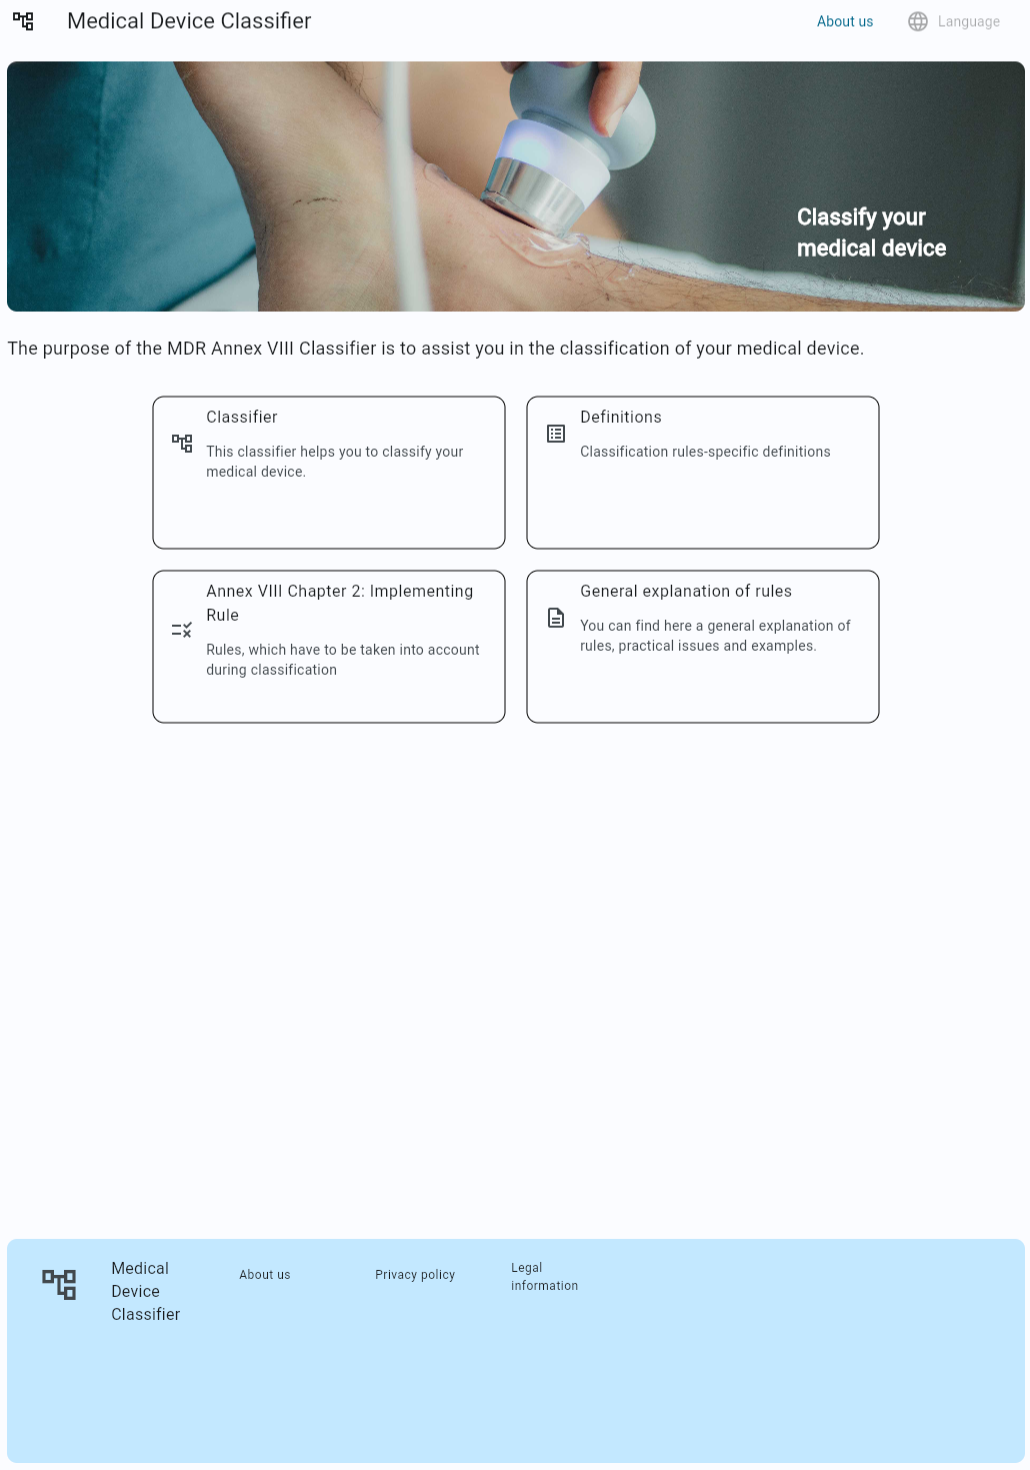 Medical Device Classifier
About us
Language
Classify your
medical device
The purpose of the MDR Annex VIII Classifier is to assist you in the classification of your medical device.
Classifier
This classifier helps you to classify your
medical device.
Definitions
Classification rules-specific definitions
Annex VIII Chapter 2: Implementing
Rule
Rules, which have to be taken into account
during classification
General explanation of rules
You can find here a general explanation of
rules, practical issues and examples.
Medical
Device
Classifier
About us
Privacy policy
Legal
information